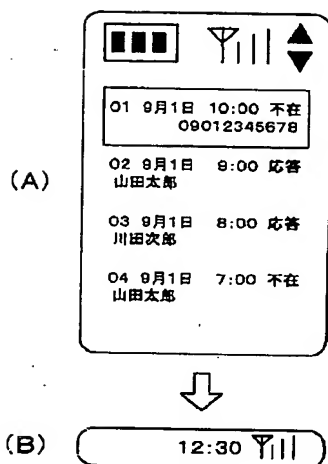 01 9月1日 10:00 不在
09012345678
02 9月1日 9:00 応答
山田太郎
(A)
03 9月1日 8:00 応答
川田次郎
04 9月1日 7:00 不在
山田太郎
(B)
12:30